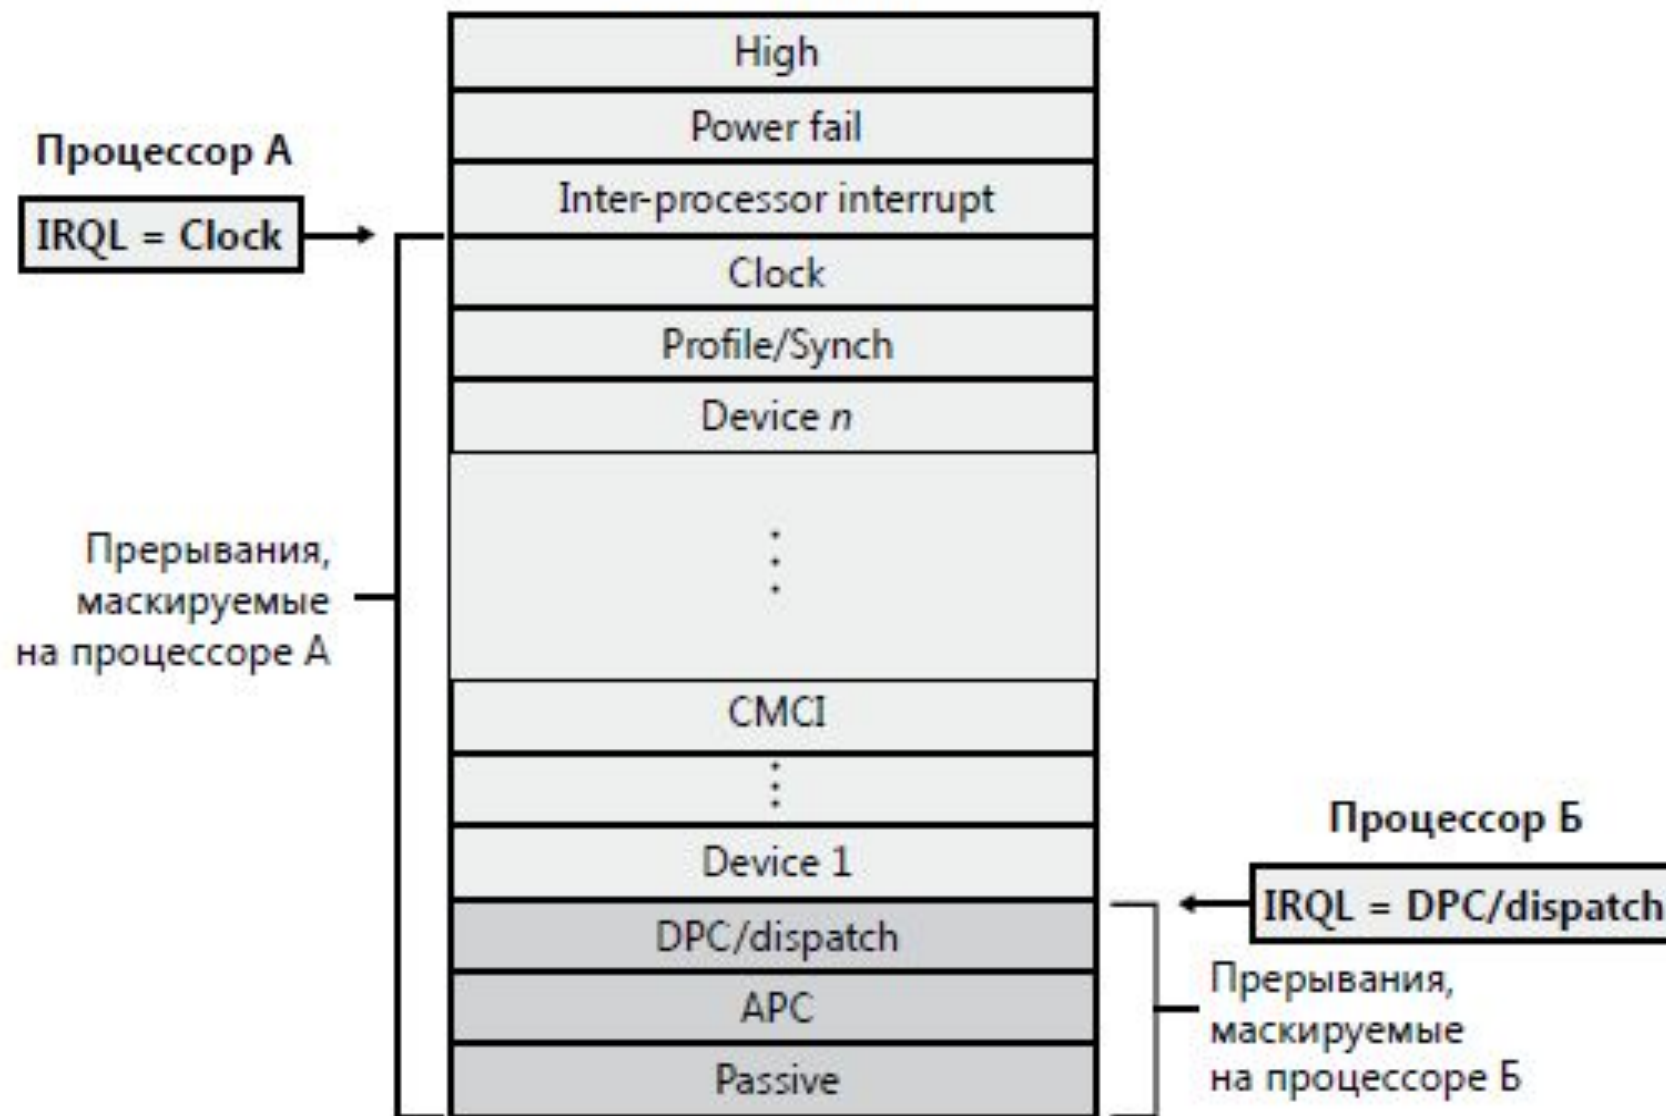 High
Power fail
Процессор А
Inter-processor interrupt
IRQL = Clock
Clock
Profile/Synch
Device n
Прерывания,
маскируемые
на процессоре А
CMCI
Процессор Б
Device 1
IRQL = DPC/dispatch
DPC/dispatch
Прерывания,
маскируемые
на процессоре Б
APC
Passive